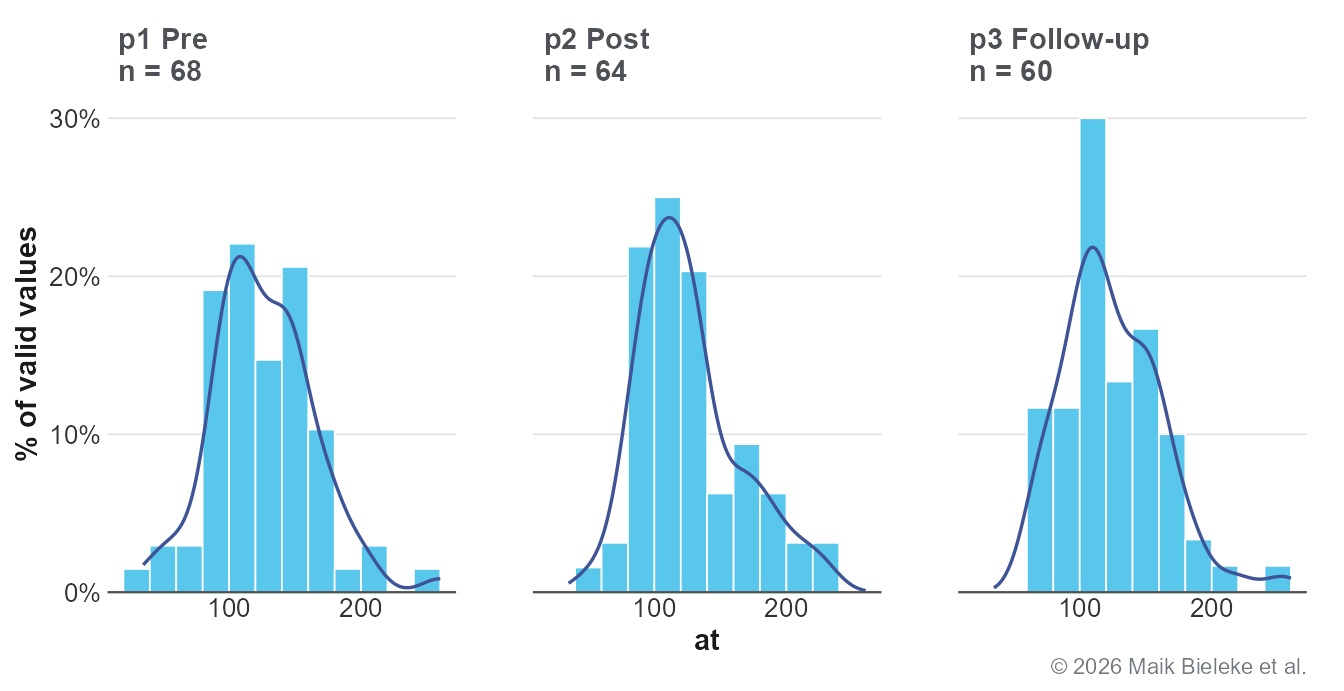 p1 Pre
n = 68
p2 Post
n = 64
p3 Follow-up
n = 60
30%
20%
10%
0%
% of valid values
100 200
100 200
100 200
at
© 2026 Maik Bieleke et al.